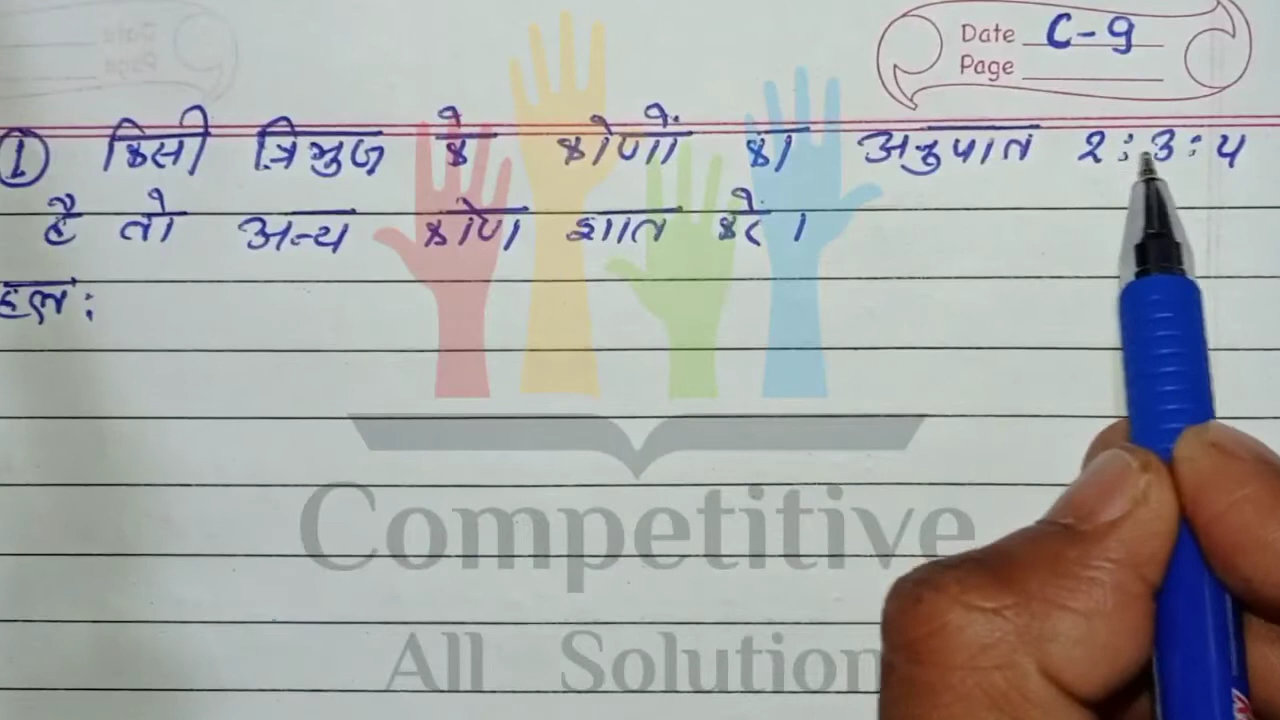 Date C-9
Page
① किसी त्रिभुज के कोणों का अनुपात 2:3:4
है तो अन्य कोण ज्ञात करें।
हल:
Competitive
All Solution